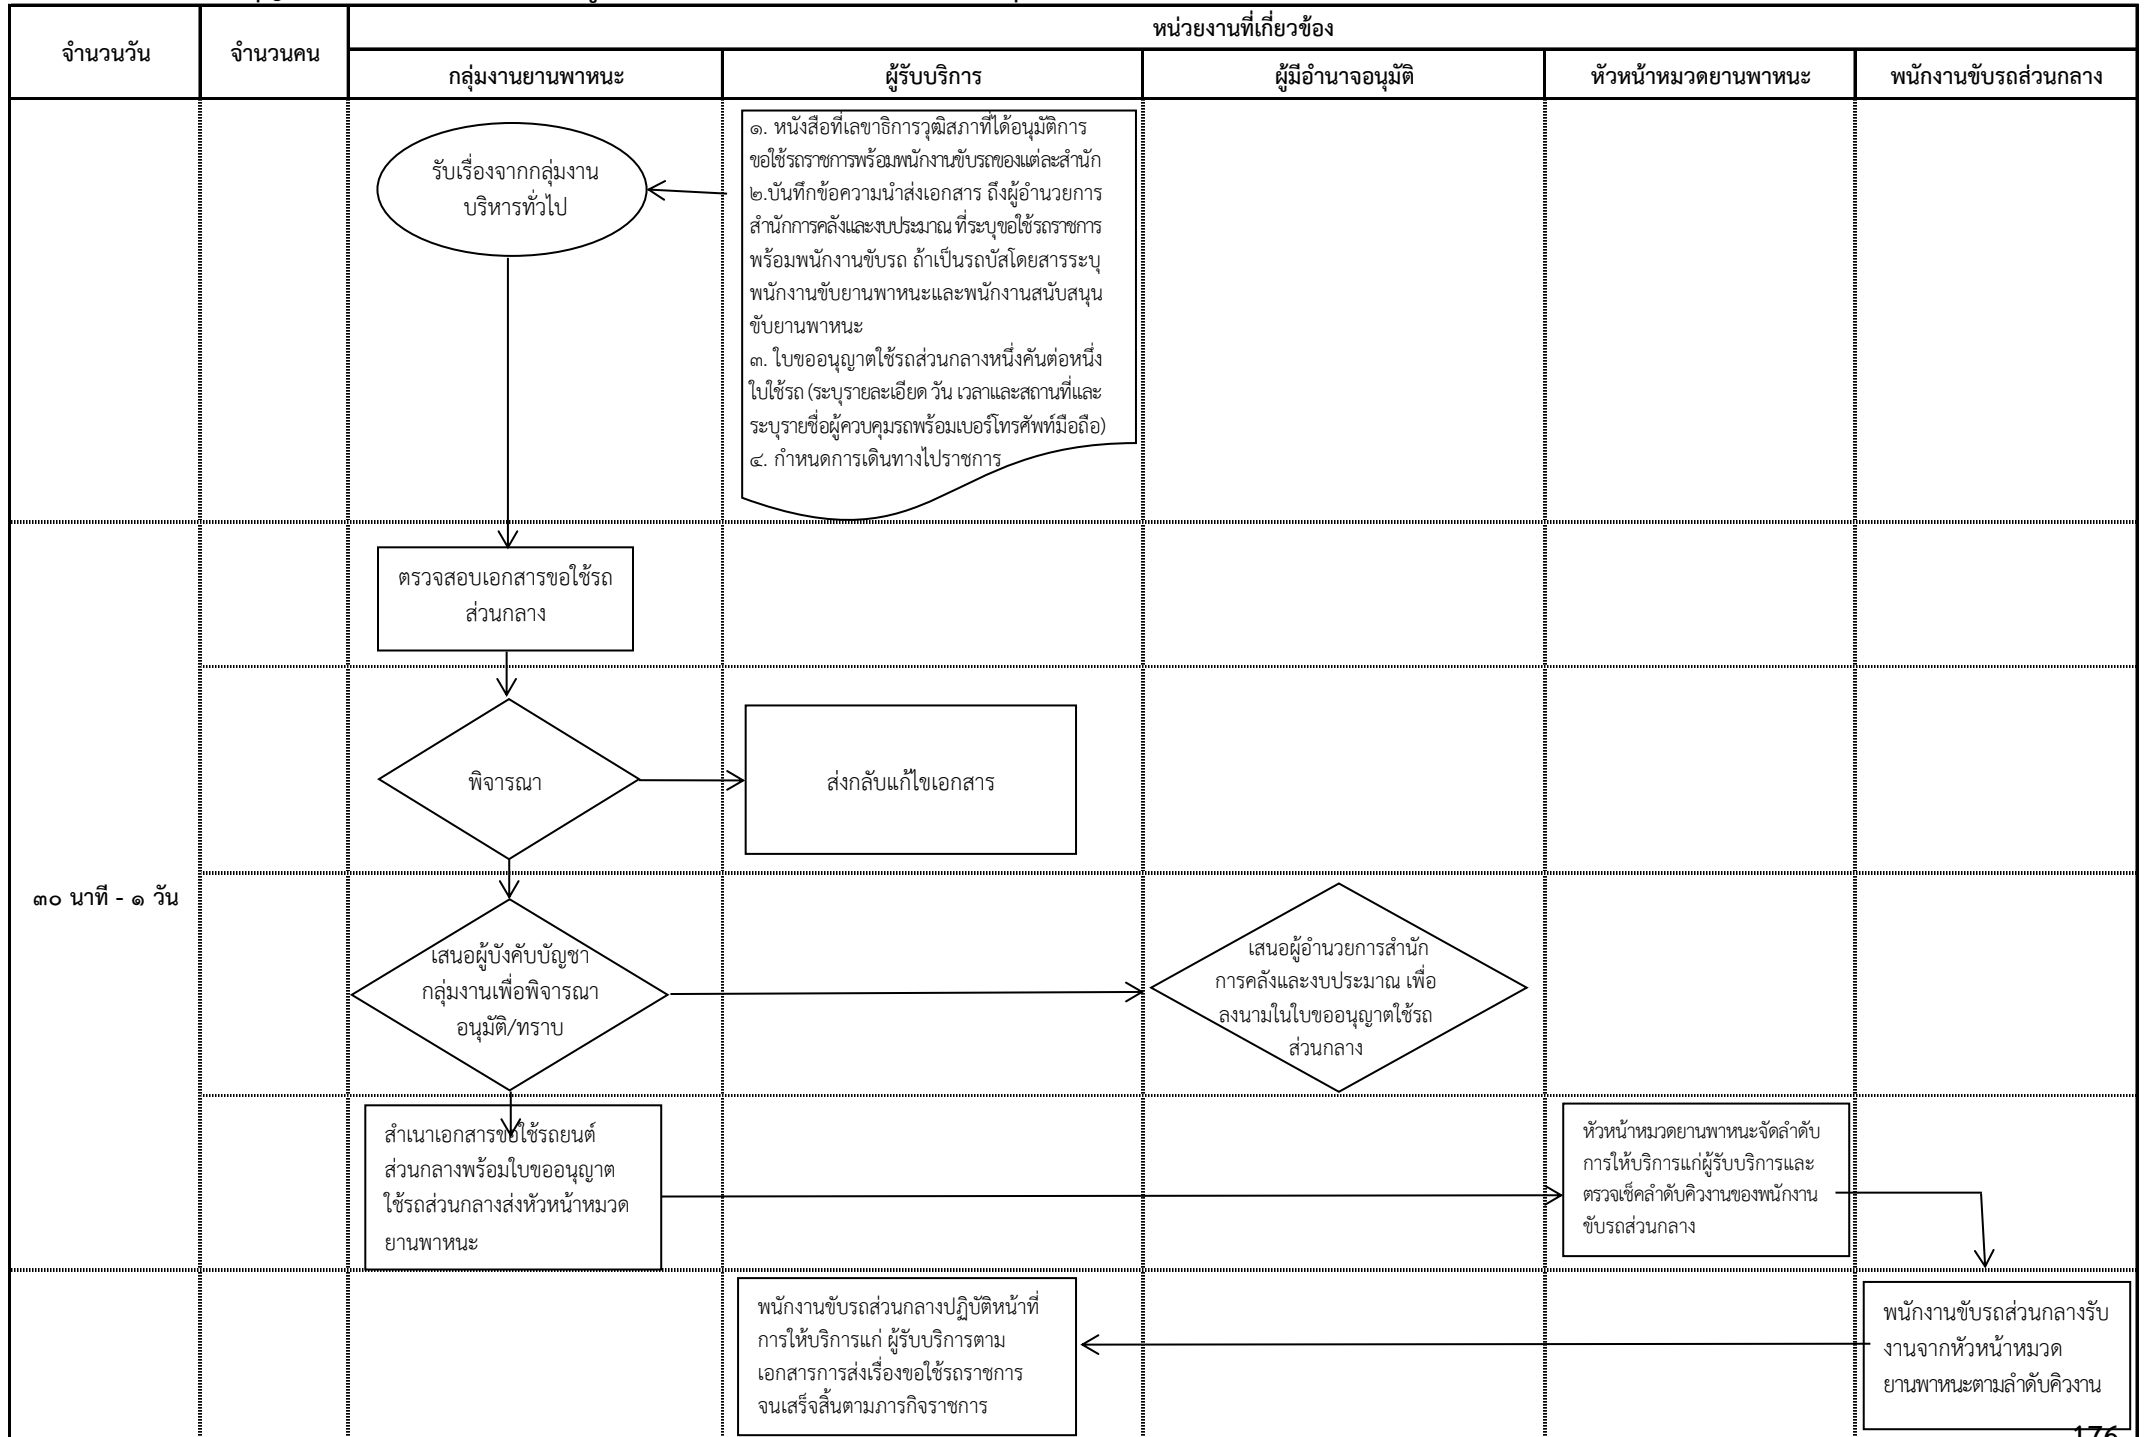 หน่วยงานที่เกี่ยวข้อง
จำนวนวัน
จำนวนคน
กลุ่มงานยานพาหนะ
ผู้รับบริการ
ผู้มีอำนาจอนุมัติ
หัวหน้าหมวดยานพาหนะ
พนักงานขับรถส่วนกลาง
รับเรื่องจากกลุ่มงาน
บริหารทั่วไป
๑. หนังสือที่เลขาธิการวุฒิสภาที่ได้อนุมัติการ
ขอใช้รถราชการพร้อมพนักงานขับรถของแต่ละสำนัก
๒.บันทึกข้อความนำส่งเอกสาร ถึงผู้อำนวยการ
สำนักการคลังและงบประมาณ ที่ระบุขอใช้รถราชการ
พร้อมพนักงานขับรถ ถ้าเป็นรถบัสโดยสารระบุ
พนักงานขับยานพาหนะและพนักงานสนับสนุน
ขับยานพาหนะ
๓. ใบขออนุญาตใช้รถส่วนกลางหนึ่งคันต่อหนึ่ง
ใบใช้รถ (ระบุรายละเอียด วัน เวลาและสถานที่และ
ระบุรายชื่อผู้ควบคุมรถพร้อมเบอร์โทรศัพท์มือถือ)
๔. กำหนดการเดินทางไปราชการ
ตรวจสอบเอกสารขอใช้รถ
ส่วนกลาง
พิจารณา
ส่งกลับแก้ไขเอกสาร
๓๐ นาที - ๑ วัน
เสนอผู้บังคับบัญชา
กลุ่มงานเพื่อพิจารณา
อนุมัติ/ทราบ
เสนอผู้อำนวยการสำนัก
การคลังและงบประมาณ เพื่อ
ลงนามในใบขออนุญาตใช้รถ
ส่วนกลาง
สำเนาเอกสารขอใช้รถยนต์
ส่วนกลางพร้อมใบขออนุญาต
ใช้รถส่วนกลางส่งหัวหน้าหมวด
ยานพาหนะ
หัวหน้าหมวดยานพาหนะจัดลำดับ
การให้บริการแก่ผู้รับบริการและ
ตรวจเช็คลำดับคิวงานของพนักงาน
ขับรถส่วนกลาง
พนักงานขับรถส่วนกลางปฏิบัติหน้าที่
การให้บริการแก่ ผู้รับบริการตาม
เอกสารการส่งเรื่องขอใช้รถราชการ
จนเสร็จสิ้นตามภารกิจราชการ
พนักงานขับรถส่วนกลางรับ
งานจากหัวหน้าหมวด
ยานพาหนะตามลำดับคิวงาน
176